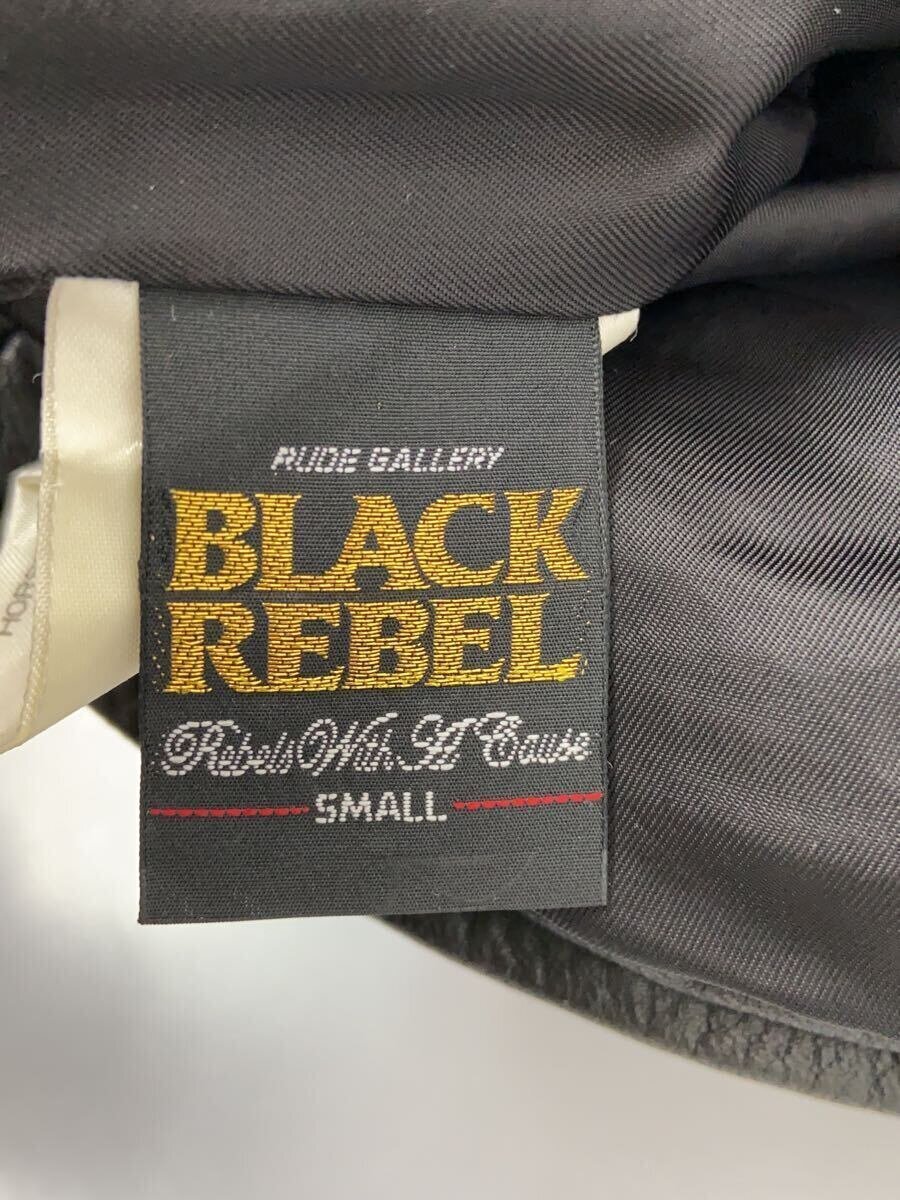 RUDE GALLERY
BLACK
REBEL
Rebels With A Cause
SMALL